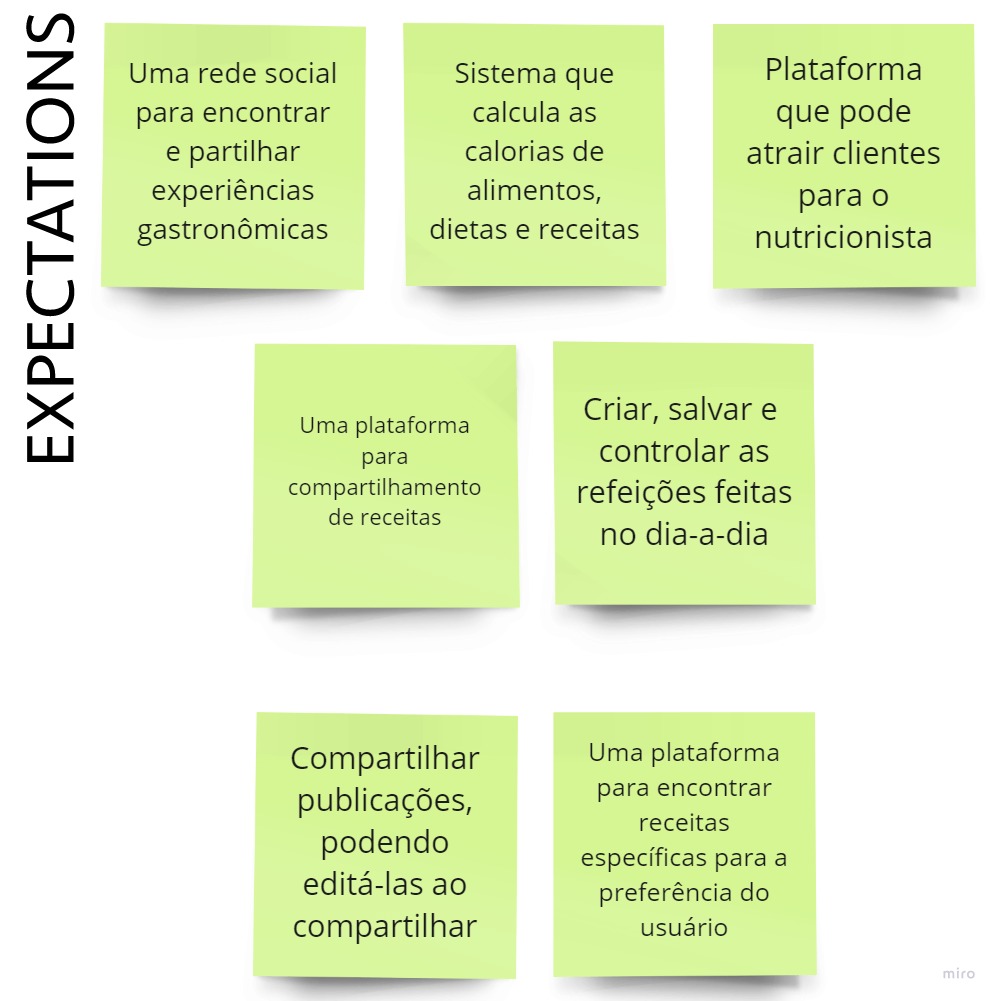 EXPECTATIONS
Uma rede social
para encontrar
e partilhar
experiências
gastronômicas
Sistema que
calcula as
calorias de
alimentos,
dietas e receitas
Plataforma
que pode
atrair clientes
para o
nutricionista
Uma plataforma
para
compartilhamento
de receitas
Criar, salvar e
controlar as
refeições feitas
no dia-a-dia
Compartilhar
publicações,
podendo
editá-las ao
compartilhar
Uma plataforma
para encontrar
receitas
específicas para a
preferência do
usuário
miro